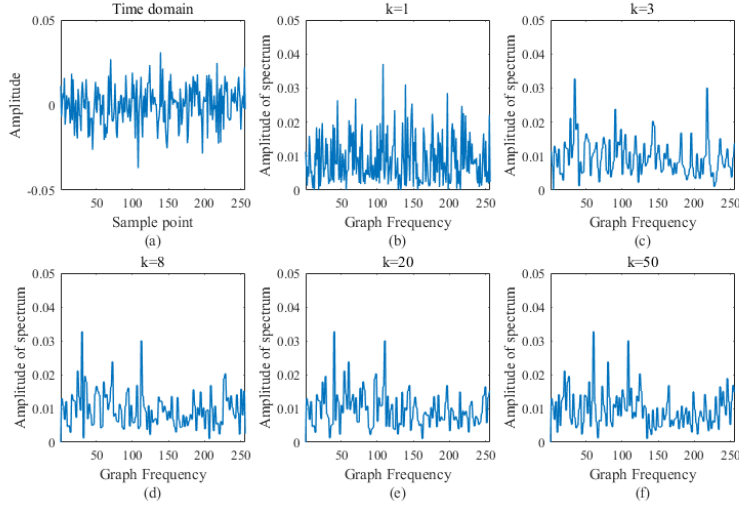 Time domain
0.05
0
-0.05
Amplitude
50 100 150 200 250
Sample point
(a)
k=1
0.05
0.04
0.03
0.02
0.01
0
Amplitude of spectrum
50 100 150 200 250
Graph Frequency
(b)
k=3
0.05
0.04
0.03
0.02
0.01
0
Amplitude of spectrum
50 100 150 200 250
Graph Frequency
(c)
k=8
0.05
0.04
0.03
0.02
0.01
0
Amplitude of spectrum
50 100 150 200 250
Graph Frequency
(d)
k=20
0.05
0.04
0.03
0.02
0.01
0
Amplitude of spectrum
50 100 150 200 250
Graph Frequency
(e)
k=50
0.05
0.04
0.03
0.02
0.01
0
Amplitude of spectrum
50 100 150 200 250
Graph Frequency
(f)